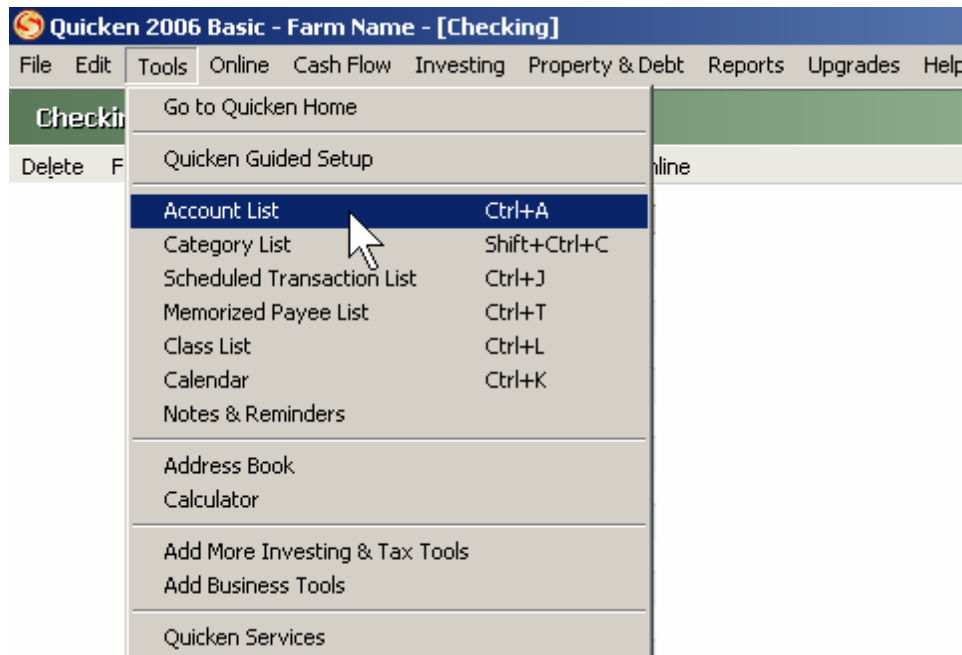 Quicken 2006 Basic - Farm Name - [Checking]
File Edit Tools Online Cash Flow Investing Property & Debt Reports Upgrades Help
Go to Quicken Home
Quicken Guided Setup
Delete
Account List Ctrl+A
Category List Shift+Ctrl+C
Scheduled Transaction List Ctrl+J
Memorized Payee List Ctrl+T
Class List Ctrl+L
Calendar Ctrl+K
Notes & Reminders
Address Book
Calculator
Add More Investing & Tax Tools
Add Business Tools
Quicken Services